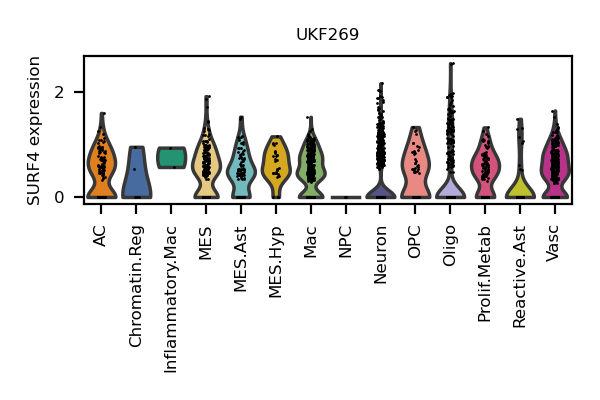 UKF269
SURF4 expression
2
0
AC
Chromatin.Reg
Inflammatory.Mac
MES
MES.Ast
MES.Hyp
Mac
NPC
Neuron
OPC
Oligo
Prolif.Metab
Reactive.Ast
Vasc